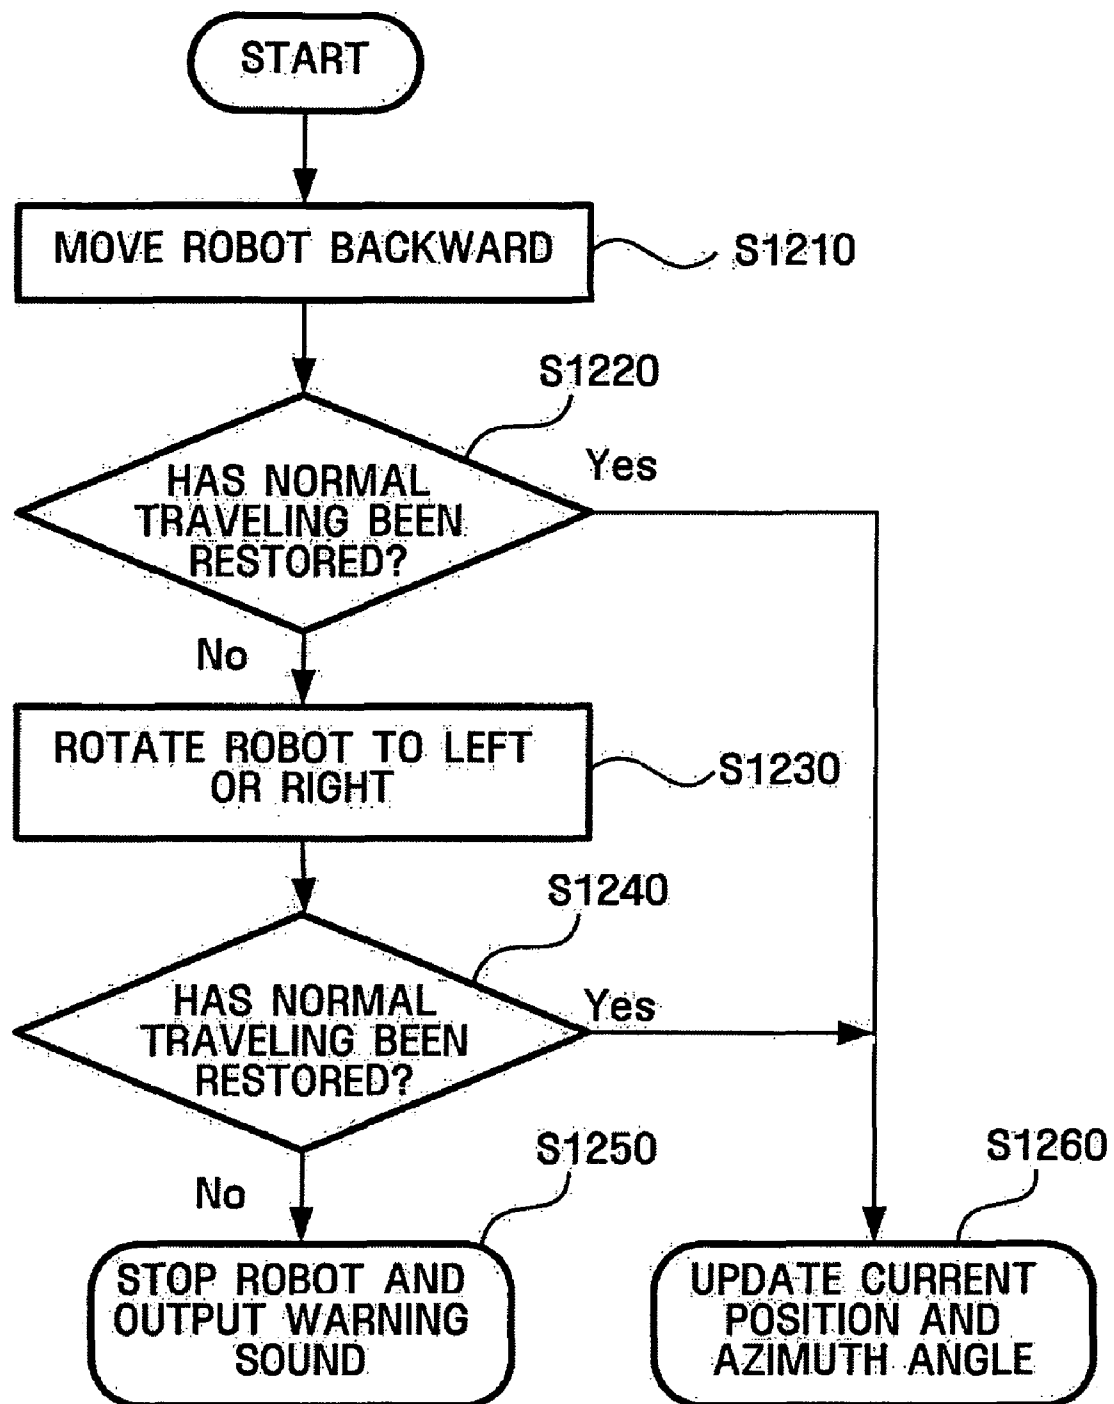 START
MOVE ROBOT BACKWARD
S1210
S1220
HAS NORMAL
TRAVELING BEEN
RESTORED?
Yes
No
ROTATE ROBOT TO LEFT
OR RIGHT
S1230
S1240
HAS NORMAL
TRAVELING BEEN
RESTORED?
Yes
No
S1250
STOP ROBOT AND
OUTPUT WARNING
SOUND
S1260
UPDATE CURRENT
POSITION AND
AZIMUTH ANGLE